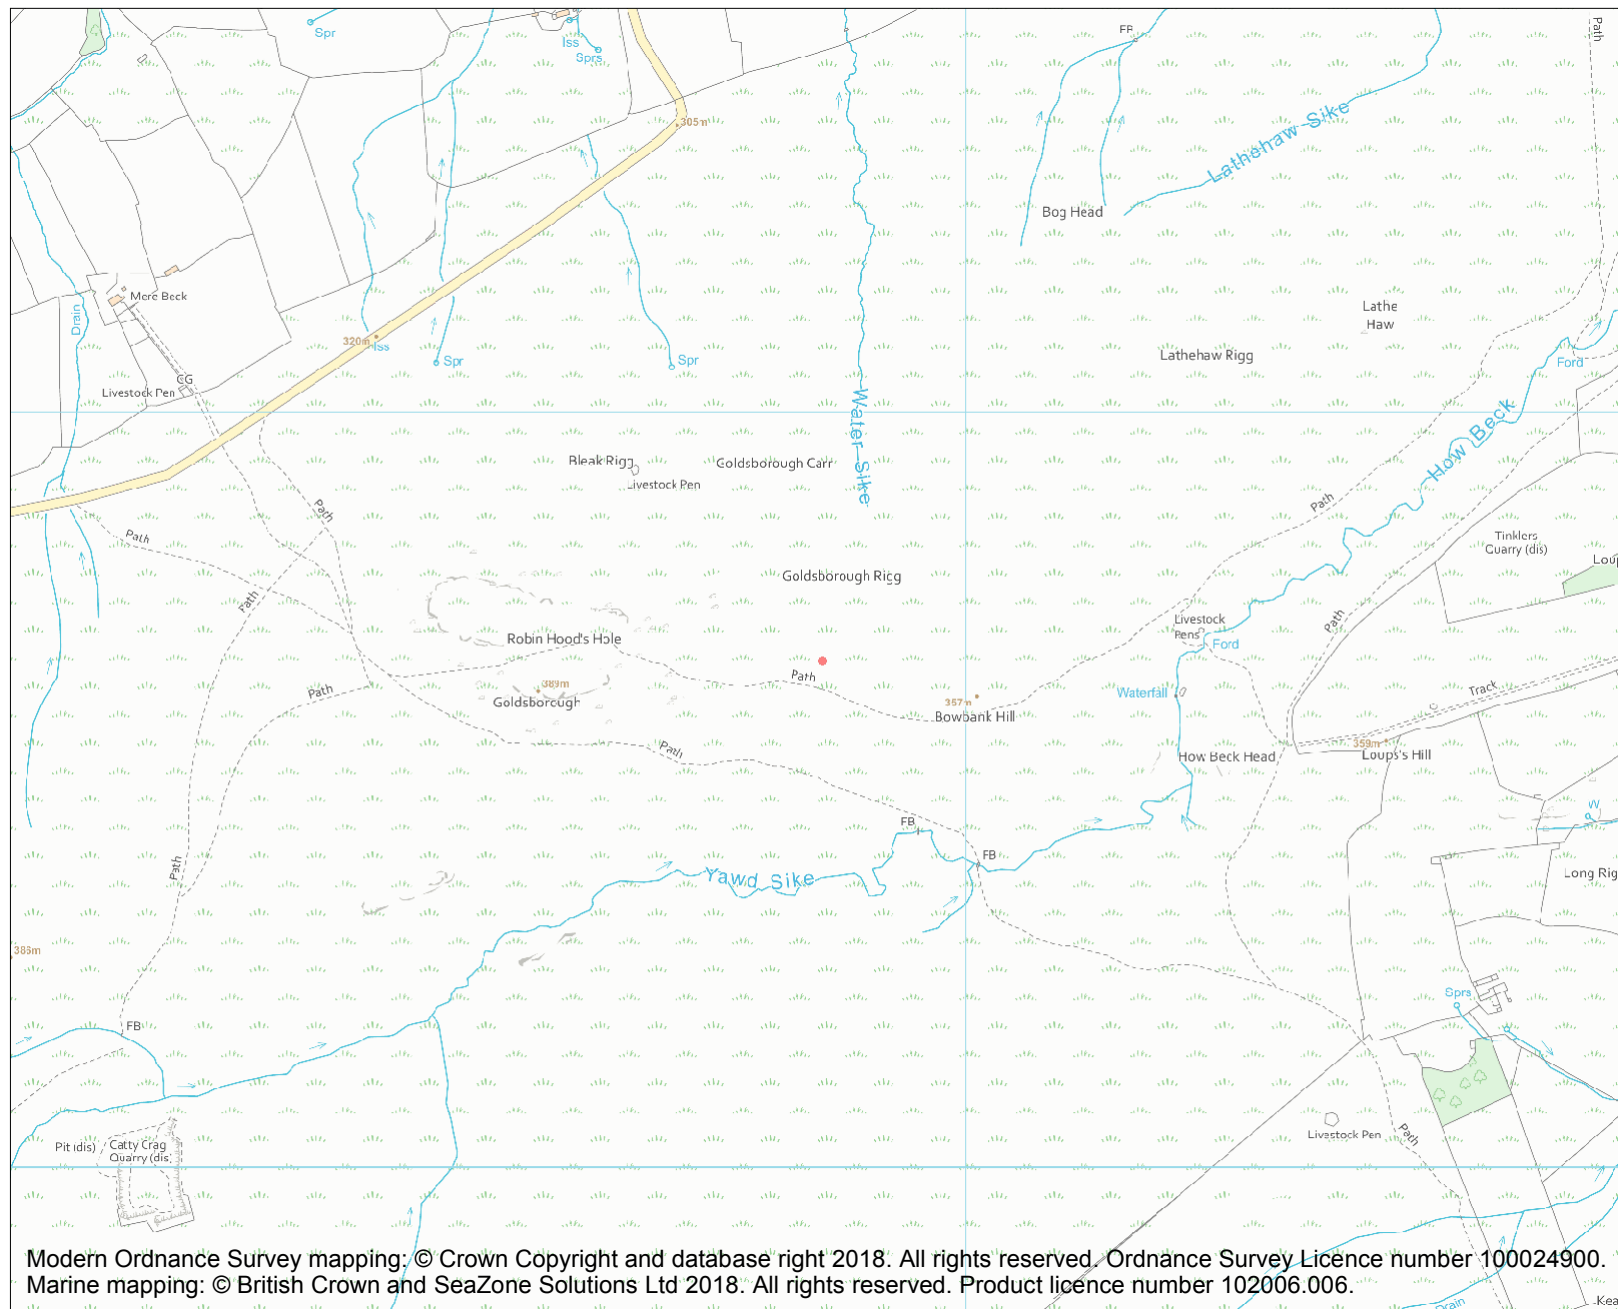 Spr
Iss
Sprs
FB
Path
305m
Lathehaw Sike
Bog Head
Mere Beck
Drain
Lathe
Haw
320m
Iss
Spr
Spr
Lathehaw Rigg
Ford
CG
Livestock Pen
Water Sike
How Beck
Bleak Rigg
Goldsborough Carr
Livestock Pen
Path
Path
Path
Tinklers
Quarry (dis)
Goldsborough Rigg
Path
Livestock
Pens
Ford
Path
Robin Hood's Hole
Path
Path
389m
Goldsborough
Waterfall
357m
Bowbank Hill
Track
Path
How Beck Head
359m
Loups's Hill
W
FB
FB
Path
Yawd Sike
Long Rig
386m
Sprs
FB
Pit (dis)
Catty Crag
Quarry (dis)
Livestock Pen
Path
Modern Ordnance Survey mapping: © Crown Copyright and database right 2018. All rights reserved. Ordnance Survey Licence number 100024900.
Marine mapping: © British Crown and SeaZone Solutions Ltd 2018. All rights reserved. Product licence number 102006.006.
Drain